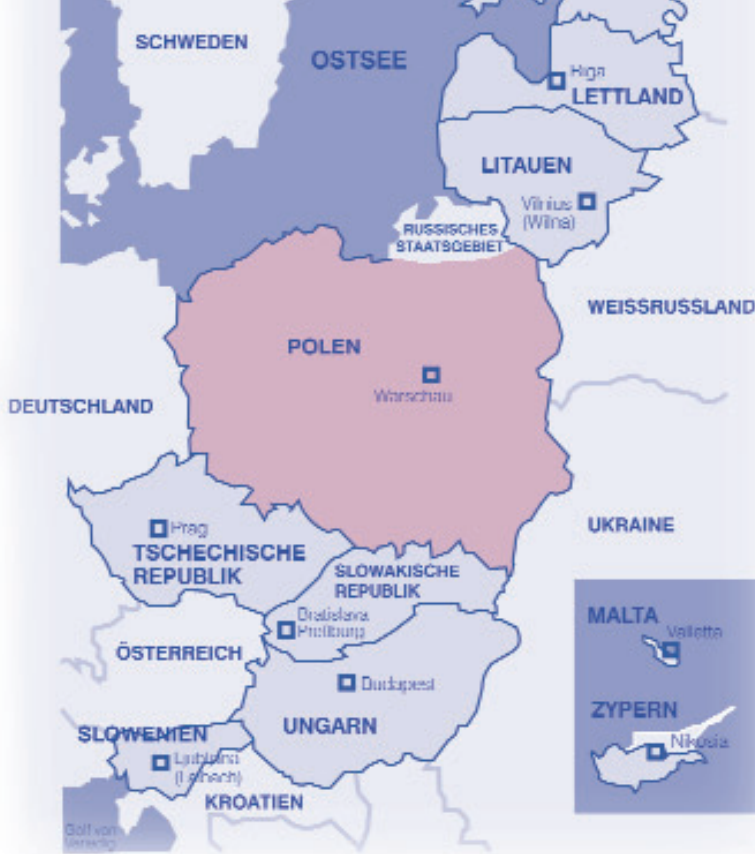 SCHWEDEN
OSTSEE
Riga
LETTLAND
LITAUEN
Vilnius
(Wilna)
RUSSISCHES
STAATSGEBIET
WEISSRUSSLAND
POLEN
Warschau
DEUTSCHLAND
Prag
TSCHECHISCHE
REPUBLIK
UKRAINE
SLOWAKISCHE
REPUBLIK
Bratislava
Preßburg
MALTA
Valletta
ÖSTERREICH
Budapest
ZYPERN
Nikosia
UNGARN
SLOWENIEN
Ljubljana
(Laibach)
KROATIEN
Golf von
Venedig